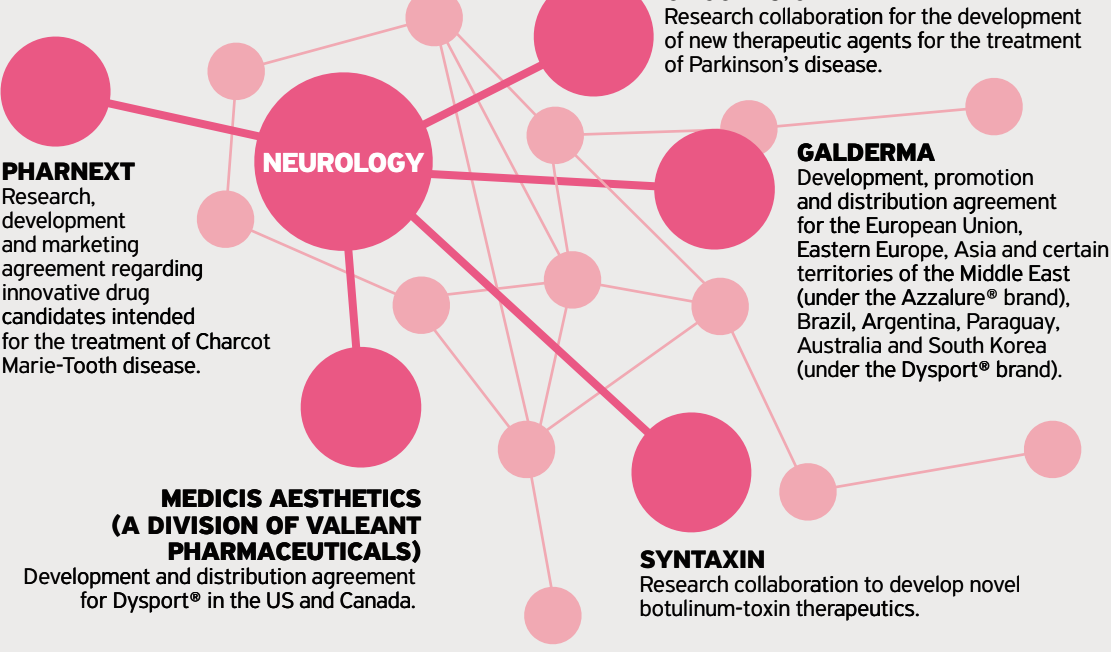 Research collaboration for the development
of new therapeutic agents for the treatment
of Parkinson's disease.
NEUROLOGY
PHARNEXT
Research,
development
and marketing
agreement regarding
innovative drug
candidates intended
for the treatment of Charcot
Marie-Tooth disease.
GALDERMA
Development, promotion
and distribution agreement
for the European Union,
Eastern Europe, Asia and certain
territories of the Middle East
(under the Azzalure® brand),
Brazil, Argentina, Paraguay,
Australia and South Korea
(under the Dysport® brand).
MEDICIS AESTHETICS
(A DIVISION OF VALEANT
PHARMACEUTICALS)
Development and distribution agreement
for Dysport® in the US and Canada.
SYNTAXIN
Research collaboration to develop novel
botulinum-toxin therapeutics.